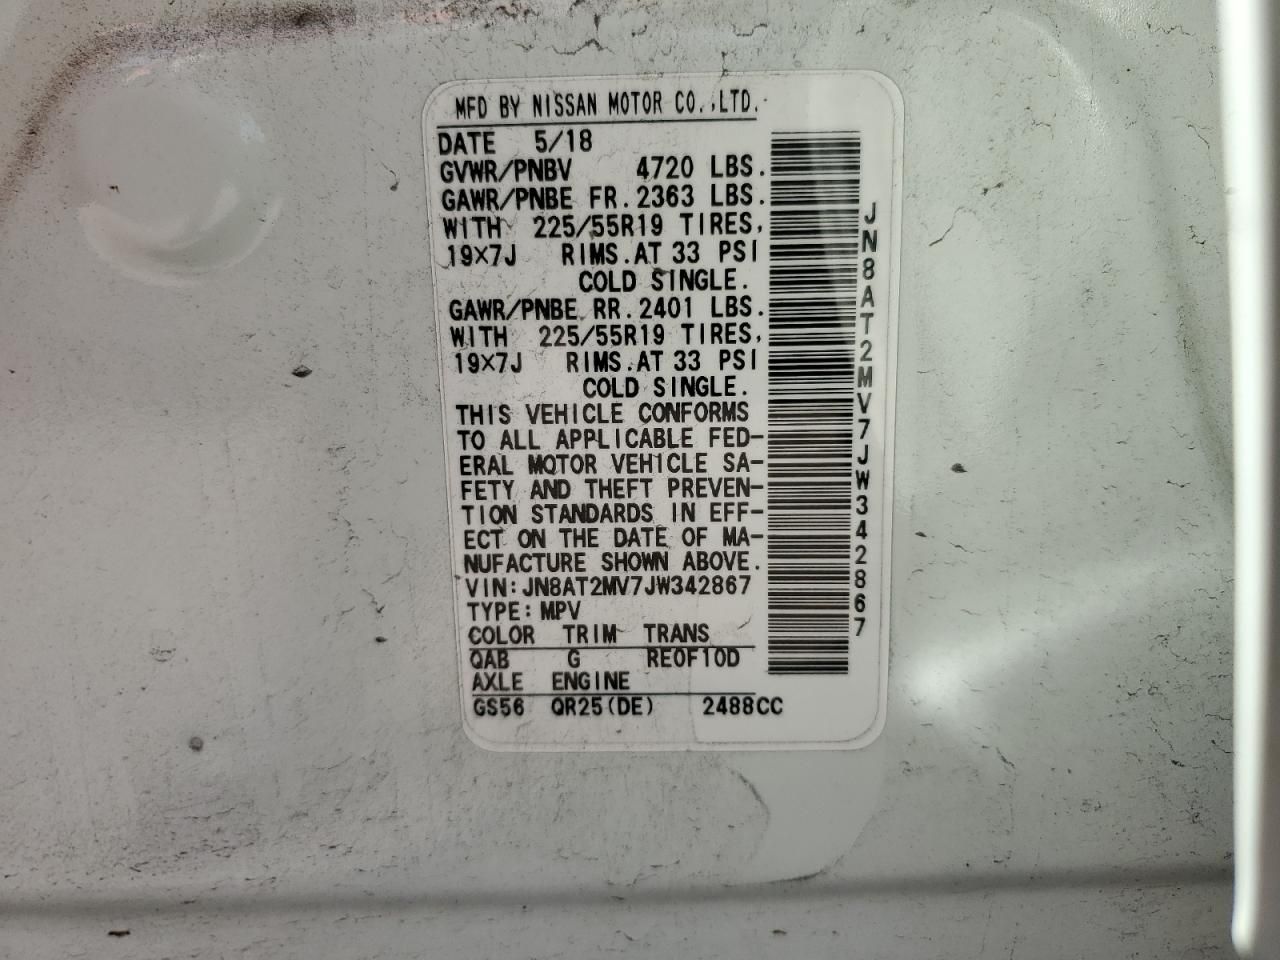 MFD BY NISSAN MOTOR CO.,LTD.
DATE 5/18
GVWR/PNBV 4720 LBS.
GAWR/PNBE FR. 2363 LBS.
WITH 225/55R19 TIRES,
19×7J RIMS. AT 33 PSI
COLD SINGLE.
GAWR/PNBE RR. 2401 LBS.
WITH 225/55R19 TIRES,
19×7J RIMS. AT 33 PSI
COLD SINGLE.
THIS VEHICLE CONFORMS
TO ALL APPLICABLE FED-
ERAL MOTOR VEHICLE SA-
FETY AND THEFT PREVEN-
TION STANDARDS IN EFF-
ECT ON THE DATE OF MA-
NUFACTURE SHOWN ABOVE.
VIN:JN8AT2MV7JW342867
TYPE: MPV
COLOR TRIM TRANS
QAB G RE0F10D
AXLE ENGINE
GS56 QR25(DE) 2488CC
JN8AT2MV7JW342867